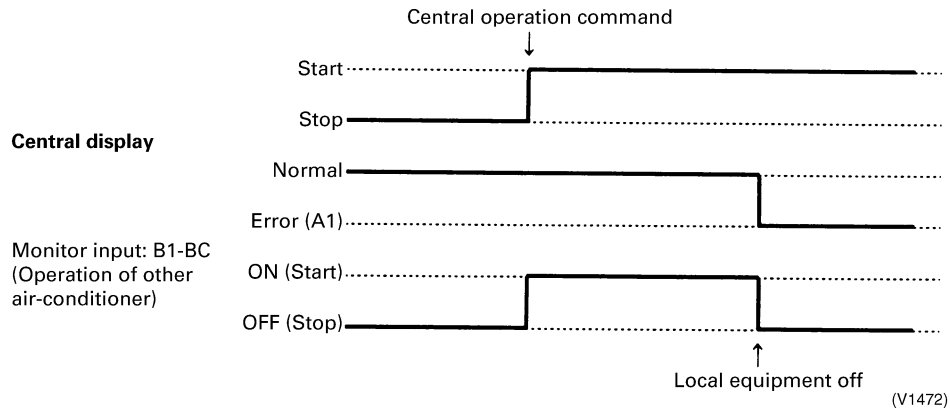 Central operation command
Start
Stop
Central display
Normal
Error (A1)
Monitor input: B1-BC
(Operation of other
air-conditioner)
ON (Start)
OFF (Stop)
Local equipment off
(V1472)